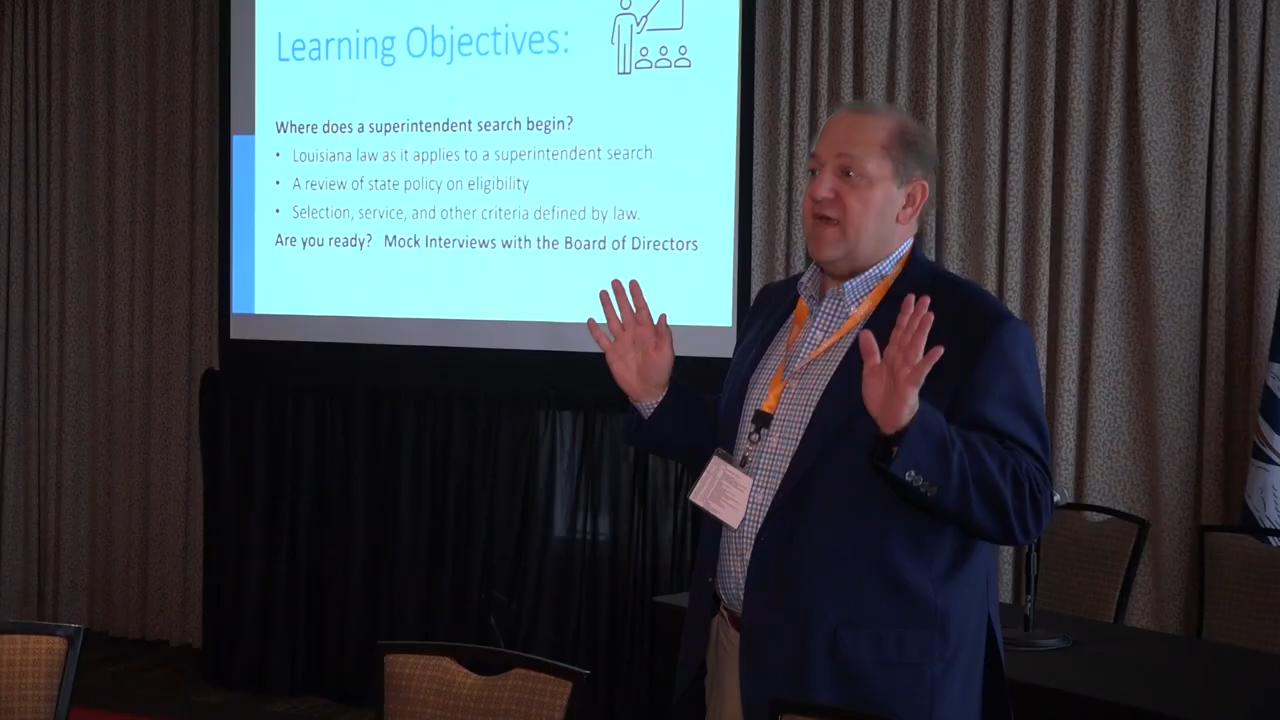 Learning Objectives:
Where does a superintendent search begin?
• Louisiana law as it applies to a superintendent search
• A review of state policy on eligibility
• Selection, service, and other criteria defined by law.
Are you ready? Mock Interviews with the Board of Directors